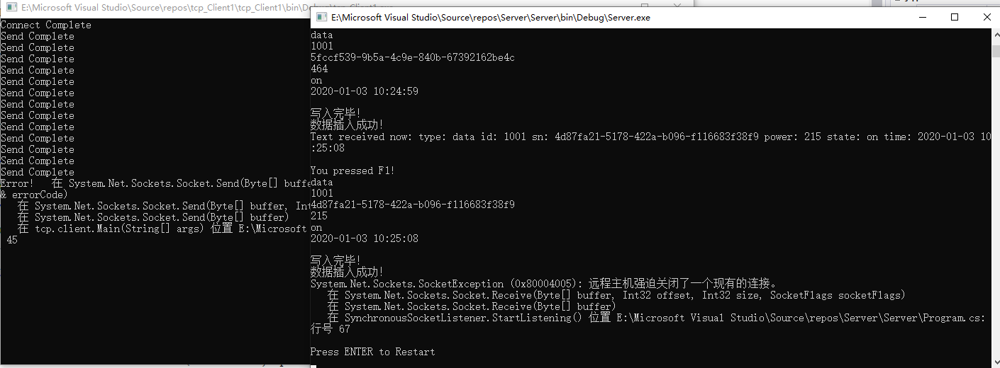 E:\Microsoft Visual Studio\Source\repos\tcp_Client1\tcp_Client1\bin\Debug\tcp_Client1.exe
Connect Complete
Send Complete
Send Complete
Send Complete
Send Complete
Send Complete
Send Complete
Send Complete
Send Complete
Send Complete
Send Complete
Send Complete
Send Complete
Send Complete
Error!   在 System.Net.Sockets.Socket.Send(Byte[] buffe
& errorCode)
   在 System.Net.Sockets.Socket.Send(Byte[] buffer, Int
   在 System.Net.Sockets.Socket.Send(Byte[] buffer)
   在 tcp.client.Main(String[] args) 位置 E:\Microsoft
 45
E:\Microsoft Visual Studio\Source\repos\Server\Server\bin\Debug\Server.exe
data
1001
5fccf539-9b5a-4c9e-840b-67392162be4c
464
on
2020-01-03 10:24:59
写入完毕!
数据插入成功!
Text received now: type: data id: 1001 sn: 4d87fa21-5178-422a-b096-f116683f38f9 power: 215 state: on time: 2020-01-03 10
:25:08
You pressed F1!
data
1001
4d87fa21-5178-422a-b096-f116683f38f9
215
on
2020-01-03 10:25:08
写入完毕!
数据插入成功!
System.Net.Sockets.SocketException (0x80004005): 远程主机强迫关闭了一个现有的连接。
   在 System.Net.Sockets.Socket.Receive(Byte[] buffer, Int32 offset, Int32 size, SocketFlags socketFlags)
   在 System.Net.Sockets.Socket.Receive(Byte[] buffer)
   在 SynchronousSocketListener.StartListening() 位置 E:\Microsoft Visual Studio\Source\repos\Server\Server\Program.cs:
行号 67
Press ENTER to Restart